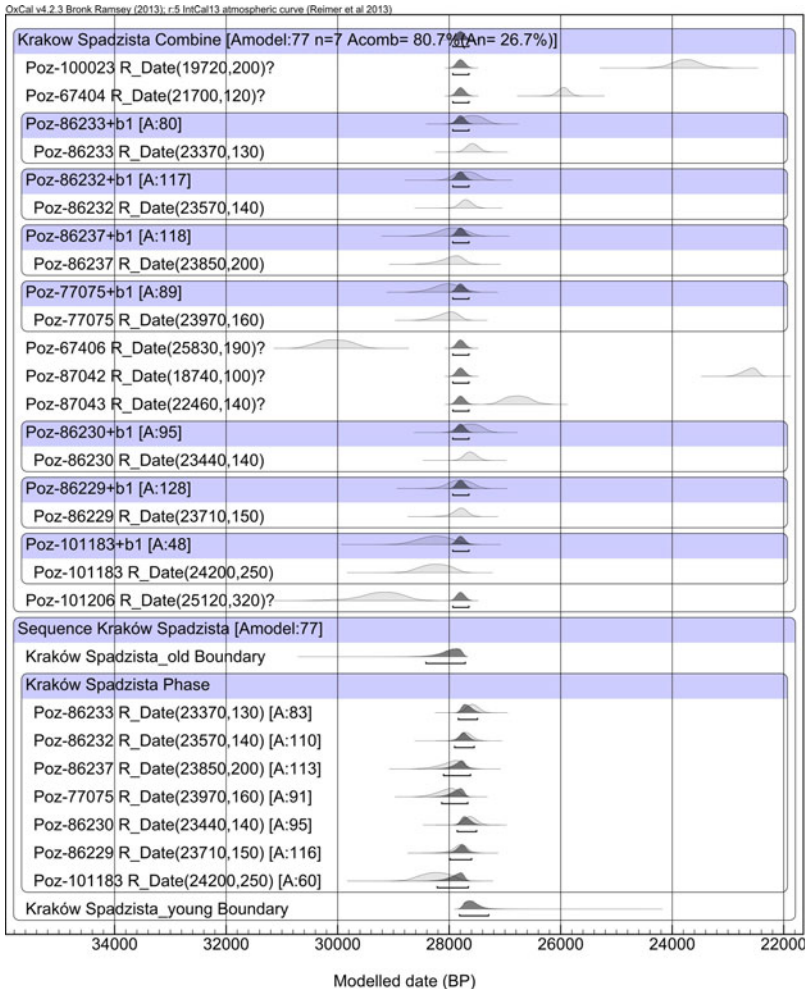 OxCal v4.2.3 Bronk Ramsey (2013); r:5 IntCal13 atmospheric curve (Reimer et al 2013)
Krakow Spadzista Combine [Amodel:77 n=7 Acomb= 80.7%(An= 26.7%)]
Poz-100023 R_Date(19720,200)?
Poz-67404 R_Date(21700,120)?
Poz-86233+b1 [A:80]
Poz-86233 R_Date(23370,130)
Poz-86232+b1 [A:117]
Poz-86232 R_Date(23570,140)
Poz-86237+b1 [A:118]
Poz-86237 R_Date(23850,200)
Poz-77075+b1 [A:89]
Poz-77075 R_Date(23970,160)
Poz-67406 R_Date(25830,190)?
Poz-87042 R_Date(18740,100)?
Poz-87043 R_Date(22460,140)?
Poz-86230+b1 [A:95]
Poz-86230 R_Date(23440,140)
Poz-86229+b1 [A:128]
Poz-86229 R_Date(23710,150)
Poz-101183+b1 [A:48]
Poz-101183 R_Date(24200,250)
Poz-101206 R_Date(25120,320)?
Sequence Kraków Spadzista [Amodel:77]
Kraków Spadzista_old Boundary
Kraków Spadzista Phase
Poz-86233 R_Date(23370,130) [A:83]
Poz-86232 R_Date(23570,140) [A:110]
Poz-86237 R_Date(23850,200) [A:113]
Poz-77075 R_Date(23970,160) [A:91]
Poz-86230 R_Date(23440,140) [A:95]
Poz-86229 R_Date(23710,150) [A:116]
Poz-101183 R_Date(24200,250) [A:60]
Kraków Spadzista_young Boundary
34000 32000 30000 28000 26000 24000 22000
Modelled date (BP)